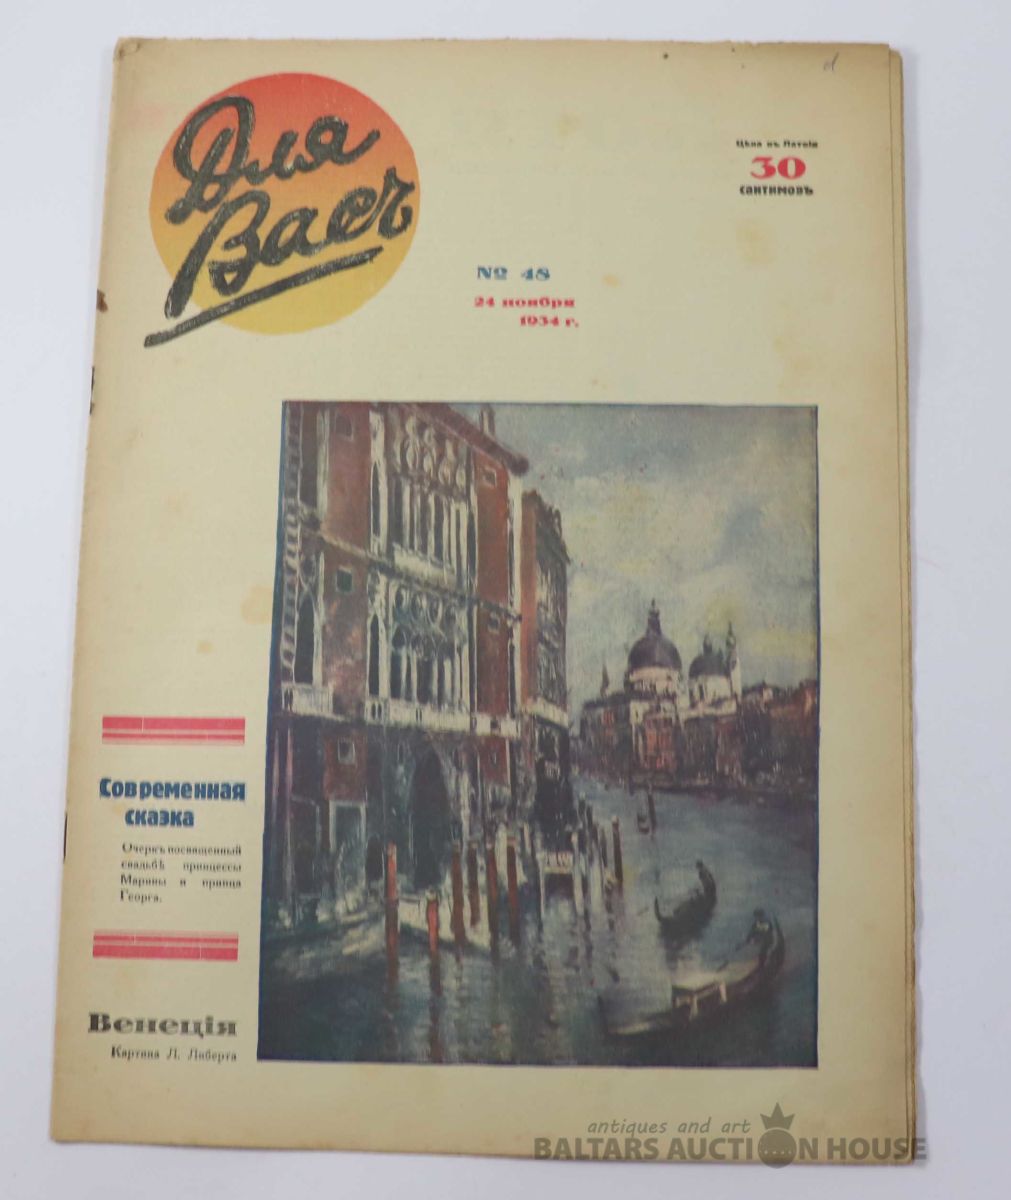 Для
Васъ
Цѣна въ Латвіи
30
сантимовъ
№ 48
24 ноября
1934 г.
Современная
сказка
Очеркъ посвященный
свадьбѣ принцессы
Марины и принца
Георга.
Венеція
Картина Л. Либерта
antiques and art
BALTARS AUCTION HOUSE